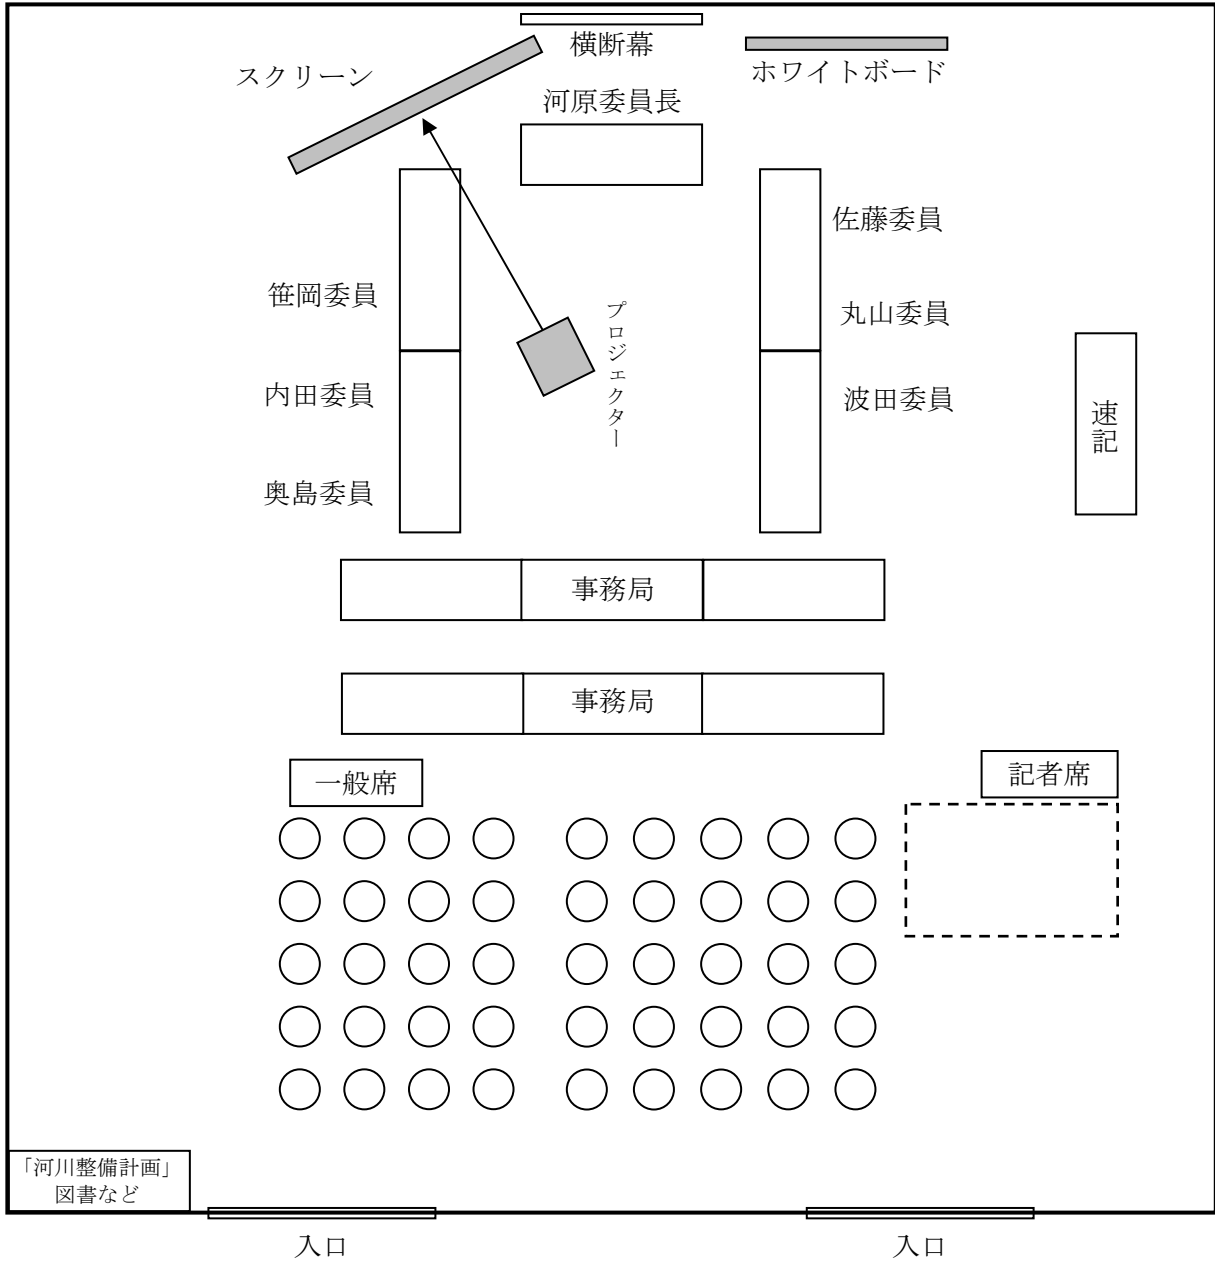 横断幕
スクリーン
ホワイトボード
河原委員長
佐藤委員
笹岡委員
丸山委員
プロジェクター
内田委員
波田委員
速記
奥島委員
事務局
事務局
一般席
記者席
「河川整備計画」
図書など
入口
入口